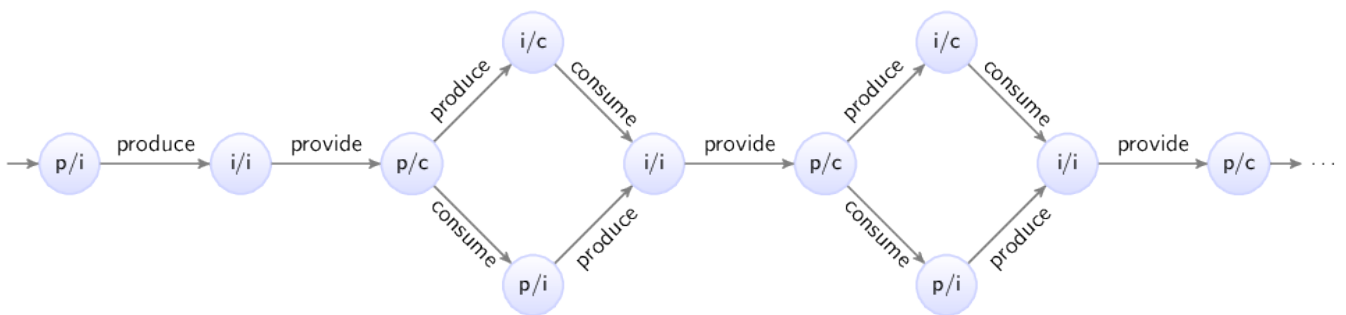 i/c
i/c
produce
consume
produce
consume
p/i
produce
i/i
provide
p/c
i/i
provide
p/c
i/i
provide
p/c
...
consume
produce
consume
produce
p/i
p/i